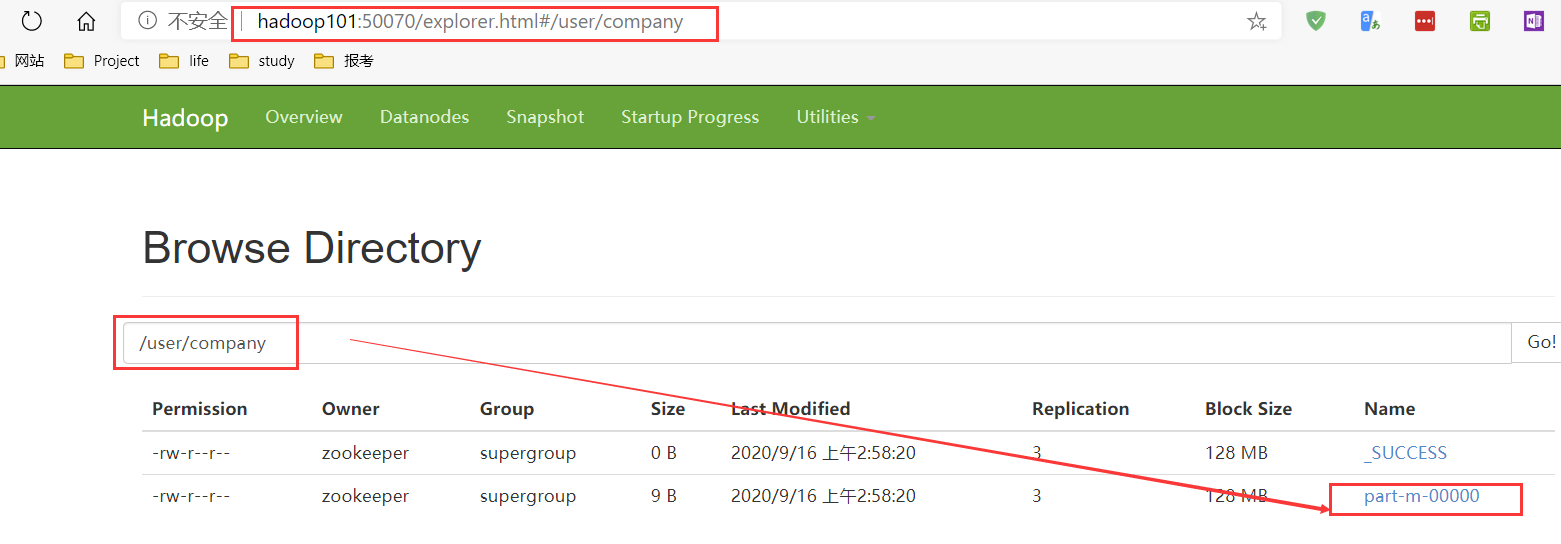 不安全 hadoop101:50070/explorer.html#/user/company
网站 Project life study 报考
Hadoop Overview Datanodes Snapshot Startup Progress Utilities
Browse Directory
/user/company Go!
Permission Owner Group Size Last Modified Replication Block Size Name
-rw-r--r-- zookeeper supergroup 0 B 2020/9/16 上午2:58:20 3 128 MB _SUCCESS
-rw-r--r-- zookeeper supergroup 9 B 2020/9/16 上午2:58:20 3 128 MB part-m-00000